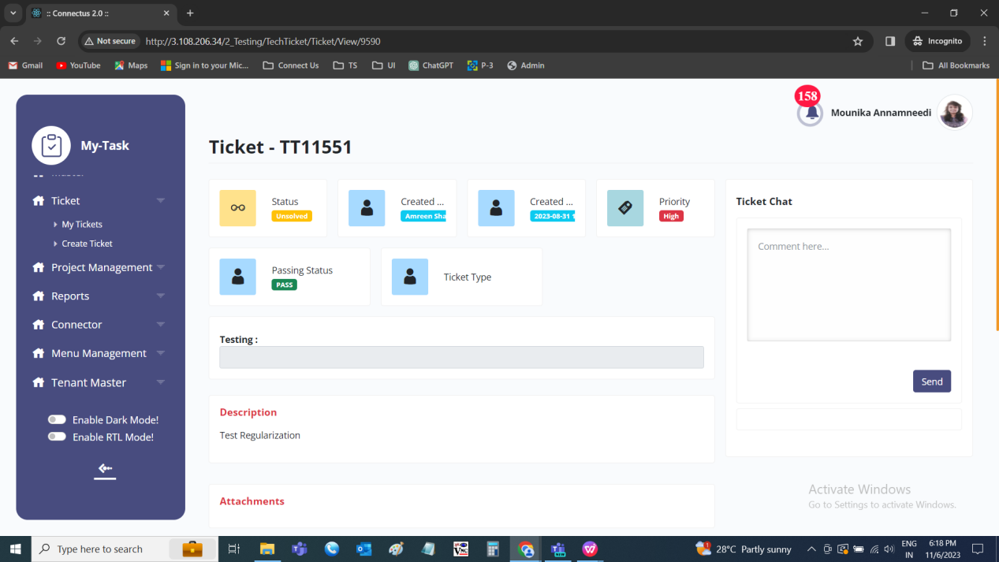 :: Connectus 2.0 ::
Not secure
http://3.108.206.34/2_Testing/TechTicket/Ticket/View/9590
Incognito
Gmail
YouTube
Maps
Sign in to your Mic...
Connect Us
TS
UI
ChatGPT
P-3
Admin
All Bookmarks
My-Task
Ticket
My Tickets
Create Ticket
Project Management
Reports
Connector
Menu Management
Tenant Master
Enable Dark Mode!
Enable RTL Mode!
158
Mounika Annamneedi
Ticket - TT11551
Status
Unsolved
Created ...
Amreen Sha
Created ...
2023-08-31 1
Priority
High
Passing Status
PASS
Ticket Type
Testing :
Description
Test Regularization
Attachments
Ticket Chat
Comment here...
Send
Activate Windows
Go to Settings to activate Windows.
Type here to search
28°C Partly sunny
ENG
IN
6:18 PM
11/6/2023